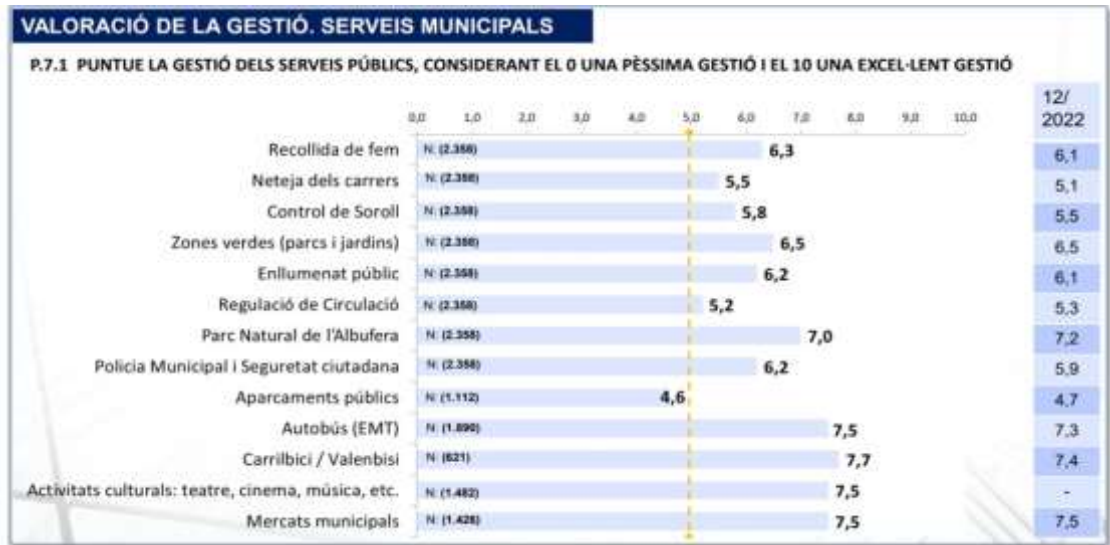 VALORACIÓ DE LA GESTIÓ. SERVEIS MUNICIPALS
P.7.1 PUNTUE LA GESTIÓ DELS SERVEIS PÚBLICS, CONSIDERANT EL 0 UNA PÈSSIMA GESTIÓ I EL 10 UNA EXCEL·LENT GESTIÓ
12/
2022
0,0 1,0 2,0 3,0 4,0 5,0 6,0 7,0 8,0 9,0 10,0
Recollida de fem N: (2.358) 6,3 6,1
Neteja dels carrers N: (2.358) 5,5 5,1
Control de Soroll N: (2.358) 5,8 5,5
Zones verdes (parcs i jardins) N: (2.358) 6,5 6,5
Enllumenat públic N: (2.358) 6,2 6,1
Regulació de Circulació N: (2.358) 5,2 5,3
Parc Natural de l'Albufera N: (2.358) 7,0 7,2
Policia Municipal i Seguretat ciutadana N: (2.358) 6,2 5,9
Aparcaments públics N: (1.112) 4,6 4,7
Autobús (EMT) N: (1.890) 7,5 7,3
Carrilbici / Valenbisi N: (621) 7,7 7,4
Activitats culturals: teatre, cinema, música, etc. N: (1.482) 7,5 -
Mercats municipals N: (1.428) 7,5 7,5